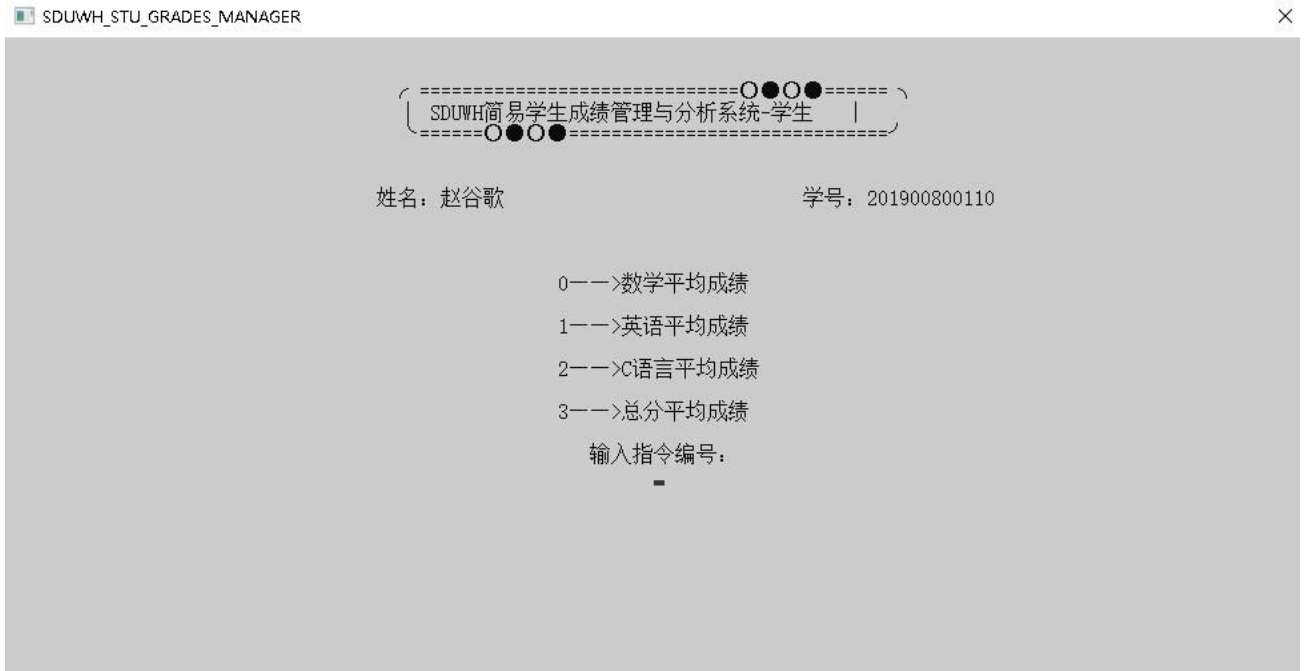 SDUWH_STU_GRADES_MANAGER
╭ ==============================○●○●====== ╮
│ SDUWH简易学生成绩管理与分析系统-学生 │
╰======○●○●==============================╯
姓名：赵谷歌 学号：201900800110
0——>数学平均成绩
1——>英语平均成绩
2——>C语言平均成绩
3——>总分平均成绩
输入指令编号：